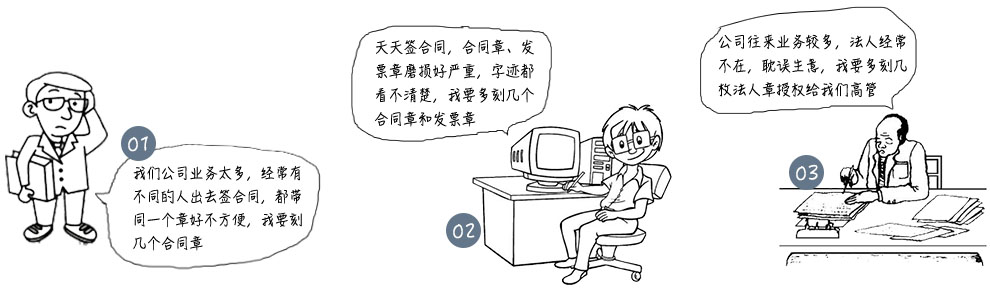 01
我们公司业务太多，经常有
不同的人出去签合同，都带
同一个章好不方便，我要刻
几个合同章
天天签合同，合同章、发
票章磨损好严重，字迹都
看不清楚，我要多刻几个
合同章和发票章
02
公司往来业务较多，法人经常
不在，耽误生意，我要多刻几
枚法人章授权给我们高管
03